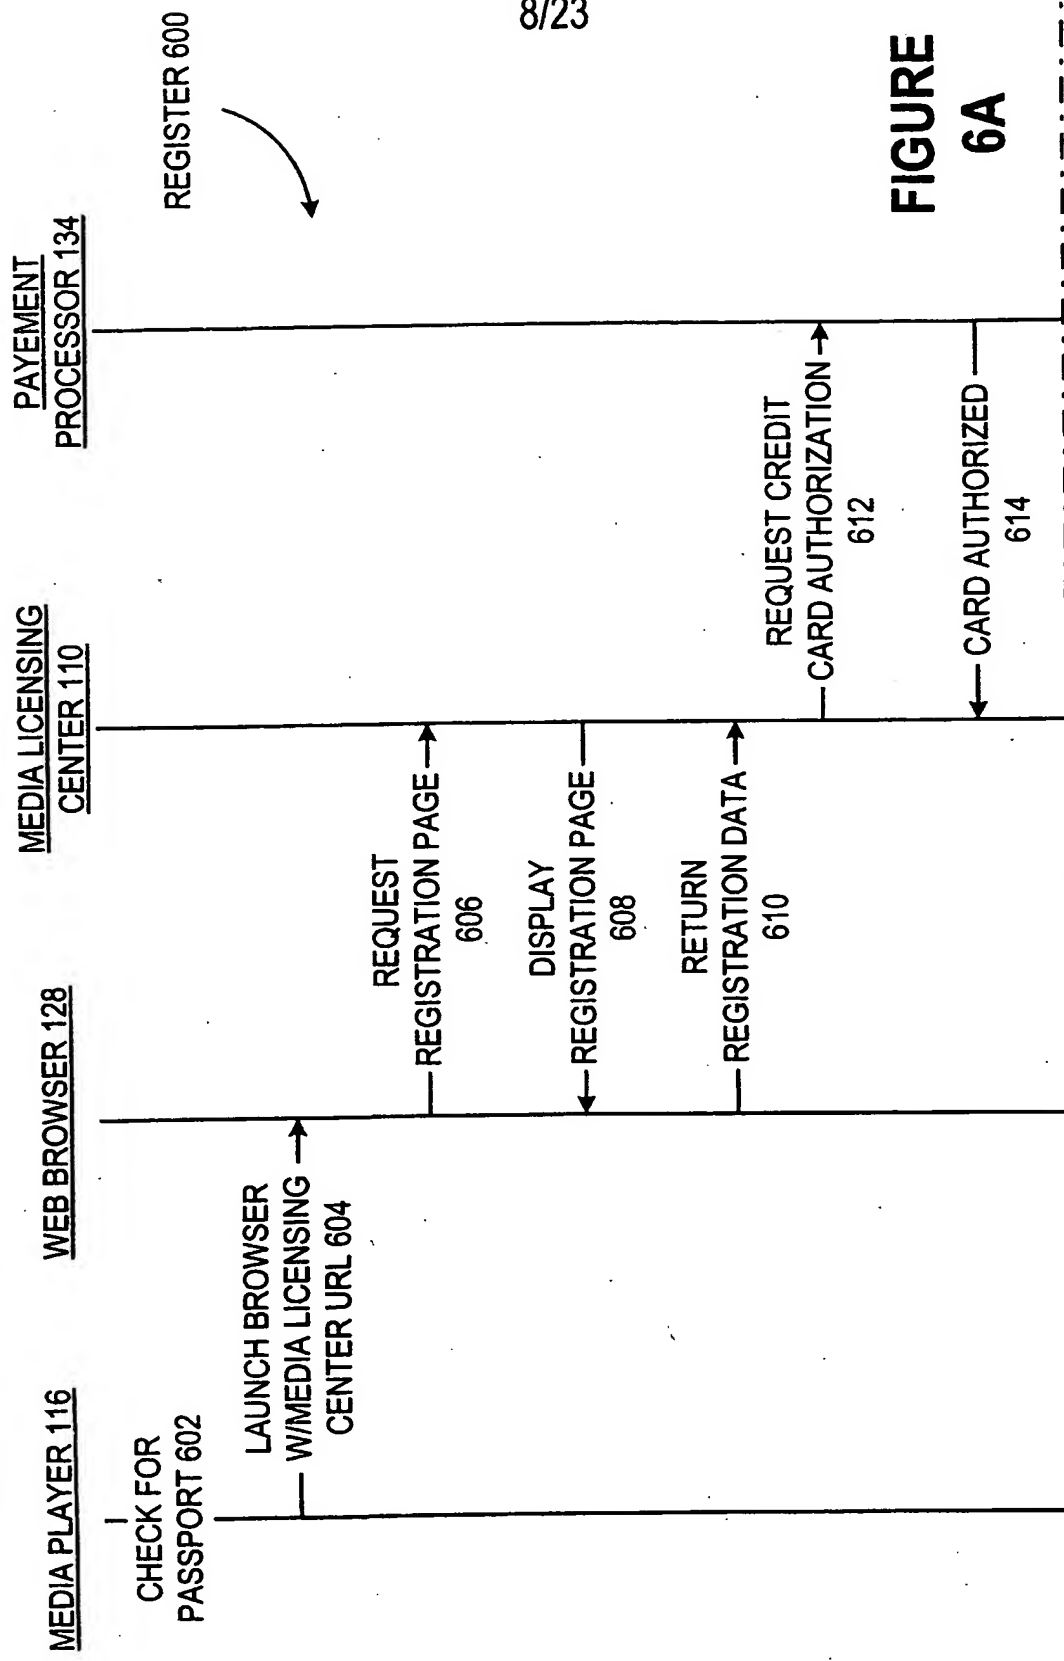 8/23
REGISTER 600
MEDIA PLAYER 116
WEB BROWSER 128
MEDIA LICENSING
CENTER 110
PAYEMENT
PROCESSOR 134
CHECK FOR
PASSPORT 602
LAUNCH BROWSER
W/MEDIA LICENSING
CENTER URL 604
REQUEST
REGISTRATION PAGE
606
DISPLAY
REGISTRATION PAGE
608
RETURN
REGISTRATION DATA
610
REQUEST CREDIT
CARD AUTHORIZATION
612
CARD AUTHORIZED
614
FIGURE
6A